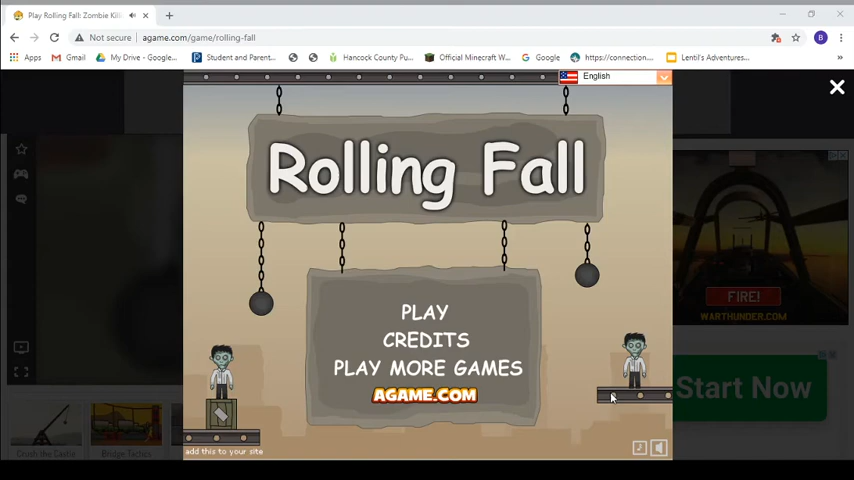 Play Rolling Fall: Zombie Kill
Not secure | agame.com/game/rolling-fall
B
Apps Gmail My Drive - Google... Student and Parent... Hancock County Pu... Official Minecraft W... Google https://connection.... Lentil's Adventures... »
English
Rolling Fall
PLAY
CREDITS
PLAY MORE GAMES
AGAME.COM
add this to your site
FIRE!
WARTHUNDER.COM
Start Now
Crush the Castle
Bridge Tactics